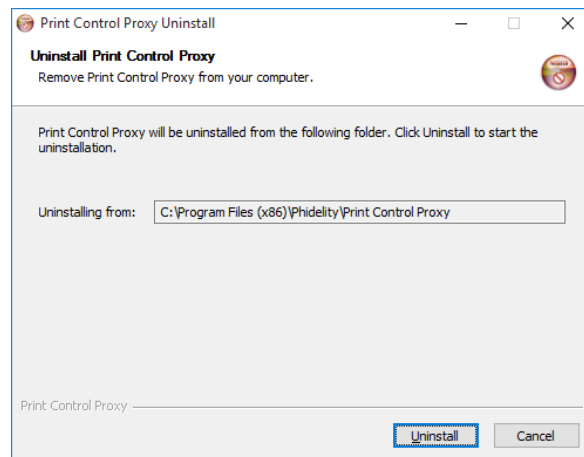 Print Control Proxy Uninstall
Uninstall Print Control Proxy
Remove Print Control Proxy from your computer.
Print Control Proxy will be uninstalled from the following folder. Click Uninstall to start the
uninstallation.
Uninstalling from: C:\Program Files (x86)\Phidelity\Print Control Proxy
Print Control Proxy
Uninstall Cancel